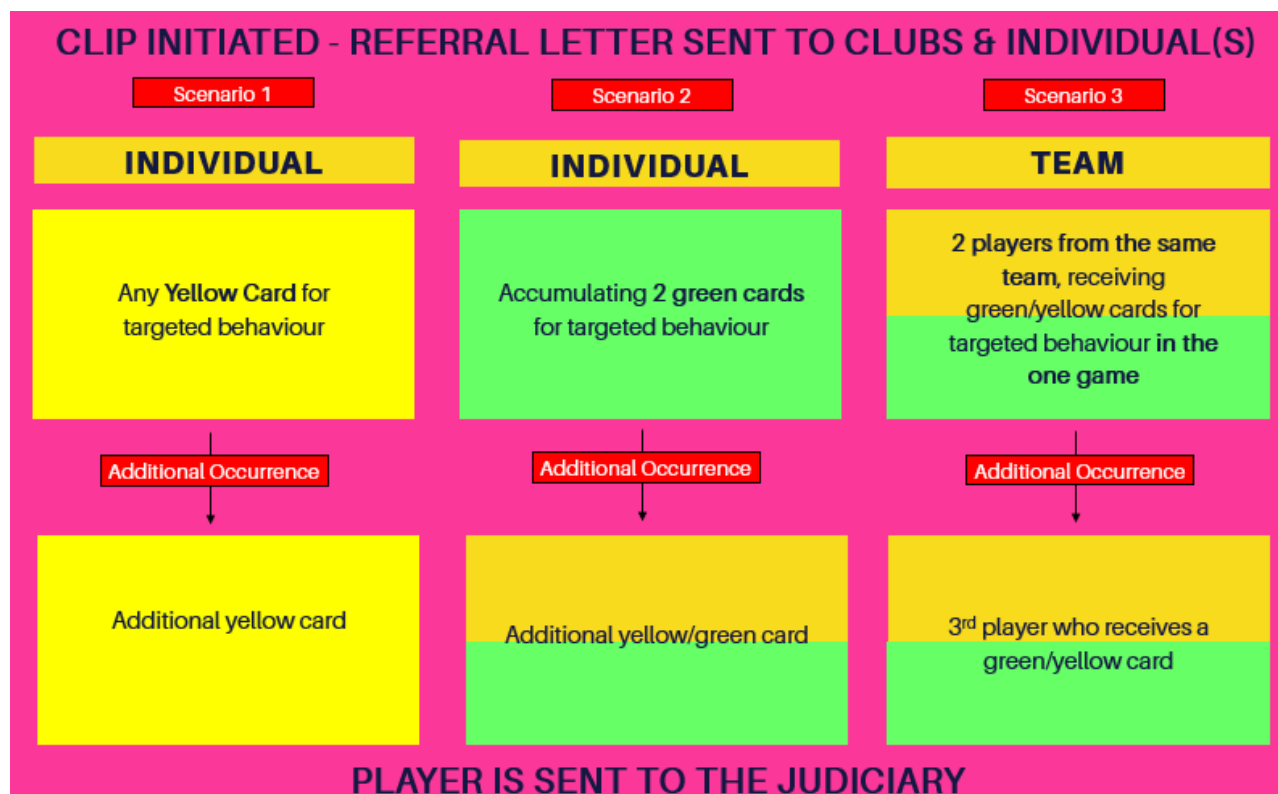 CLIP INITIATED - REFERRAL LETTER SENT TO CLUBS & INDIVIDUAL(S)
Scenario 1
INDIVIDUAL
Any Yellow Card for
targeted behaviour
Additional Occurrence
Additional yellow card
Scenario 2
INDIVIDUAL
Accumulating 2 green cards
for targeted behaviour
Additional Occurrence
Additional yellow/green card
Scenario 3
TEAM
2 players from the same
team, receiving
green/yellow cards for
targeted behaviour in the
one game
Additional Occurrence
3rd player who receives a
green/yellow card
PLAYER IS SENT TO THE JUDICIARY